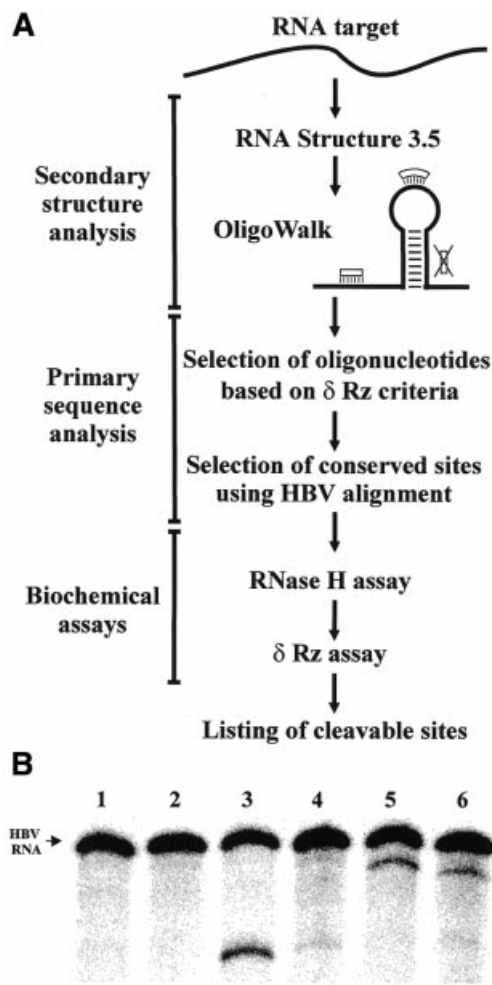 A
RNA target
RNA Structure 3.5
Secondary
structure
analysis
OligoWalk
Selection of oligonucleotides
based on δ Rz criteria
Primary
sequence
analysis
Selection of conserved sites
using HBV alignment
RNase H assay
Biochemical
assays
δ Rz assay
Listing of cleavable sites
B
1 2 3 4 5 6
HBV
RNA